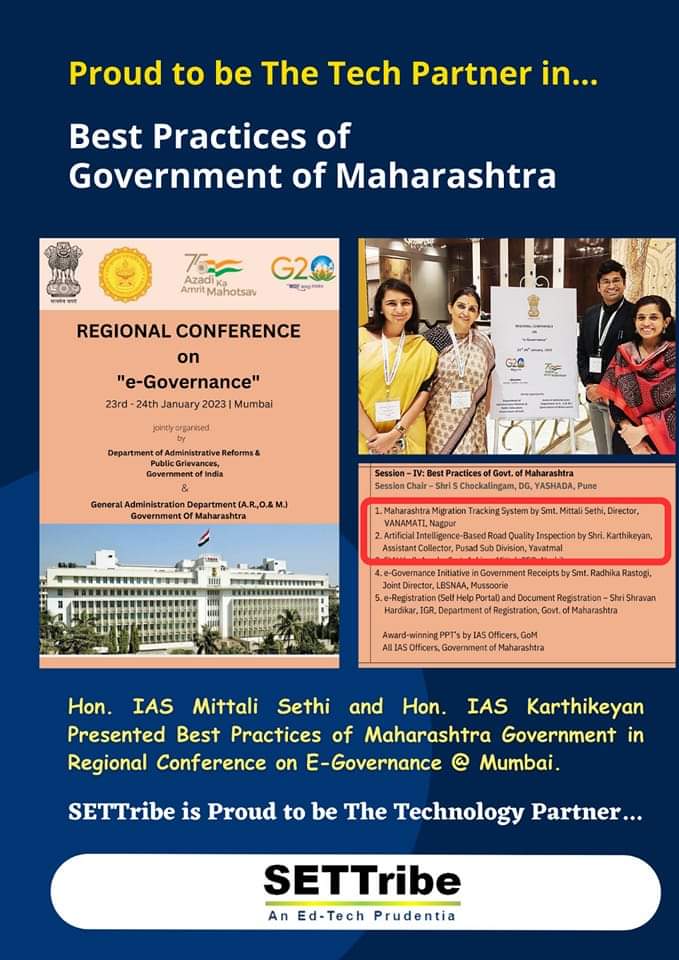 Proud to be The Tech Partner in...
Best Practices of
Government of Maharashtra
75
Azadi Ka
Amrit Mahotsav
G20
REGIONAL CONFERENCE
on
"e-Governance"
23rd - 24th January 2023 | Mumbai
jointly organised
by
Department of Administrative Reforms &
Public Grievances,
Government of India
&
General Administration Department (A.R.,O.& M.)
Government Of Maharashtra
REGIONAL CONFERENCE
ON
"e-Governance"
G20
Session – IV: Best Practices of Govt. of Maharashtra
Session Chair – Shri S Chockalingam, DG, YASHADA, Pune
1. Maharashtra Migration Tracking System by Smt. Mittali Sethi, Director,
VANAMATI, Nagpur
2. Artificial Intelligence-Based Road Quality Inspection by Shri. Karthikeyan,
Assistant Collector, Pusad Sub Division, Yavatmal
4. e-Governance Initiative in Government Receipts by Smt. Radhika Rastogi,
Joint Director, LBSNAA, Mussoorie
5. e-Registration (Self Help Portal) and Document Registration – Shri Shravan
Hardikar, IGR, Department of Registration, Govt. of Maharashtra
Award-winning PPT's by IAS Officers, GoM
All IAS Officers, Government of Maharashtra
Hon. IAS Mittali Sethi and Hon. IAS Karthikeyan
Presented Best Practices of Maharashtra Government in
Regional Conference on E-Governance @ Mumbai.
SETTribe is Proud to be The Technology Partner...
SETTribe
An Ed-Tech Prudentia